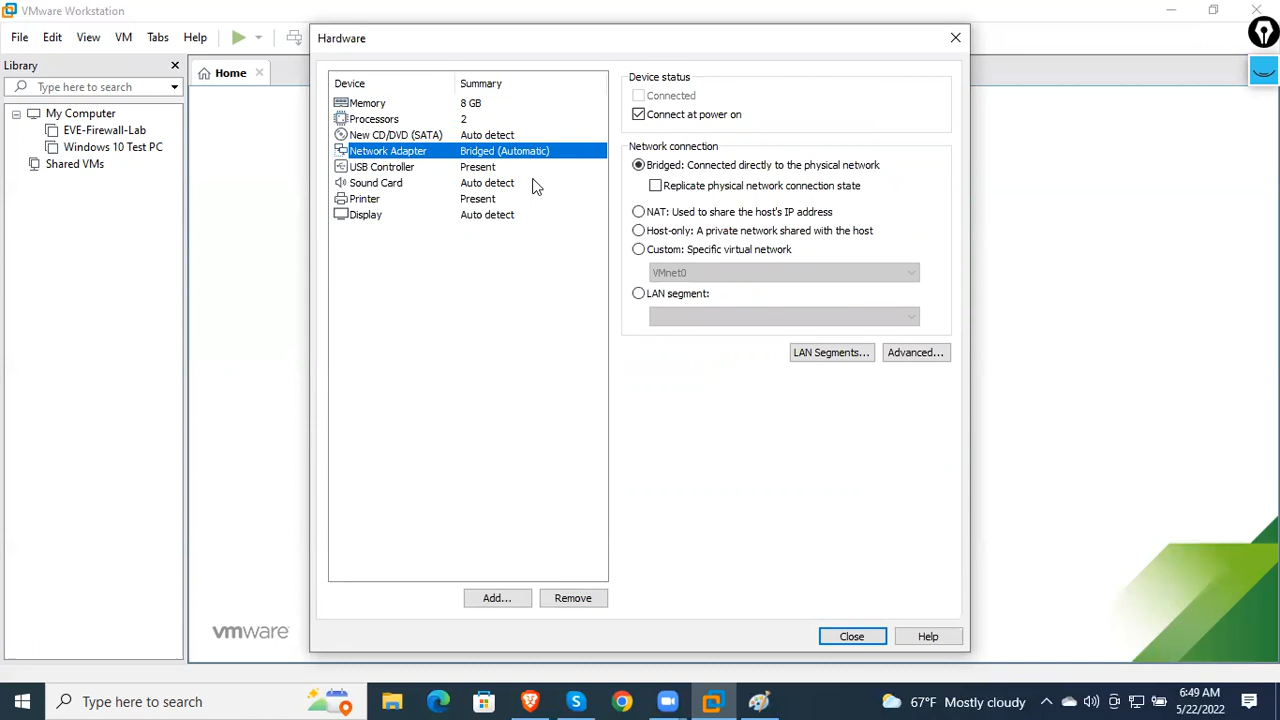 VMware Workstation
File Edit View VM Tabs Help
Library
Type here to search
My Computer
EVE-Firewall-Lab
Windows 10 Test PC
Shared VMs
Home
Hardware
Device Summary
Memory 8 GB
Processors 2
New CD/DVD (SATA) Auto detect
Network Adapter Bridged (Automatic)
USB Controller Present
Sound Card Auto detect
Printer Present
Display Auto detect
Add... Remove
Device status
Connected
Connect at power on
Network connection
Bridged: Connected directly to the physical network
Replicate physical network connection state
NAT: Used to share the host's IP address
Host-only: A private network shared with the host
Custom: Specific virtual network
VMnet0
LAN segment:
LAN Segments... Advanced...
Close Help
vmware
Type here to search
67°F Mostly cloudy
6:49 AM
5/22/2022